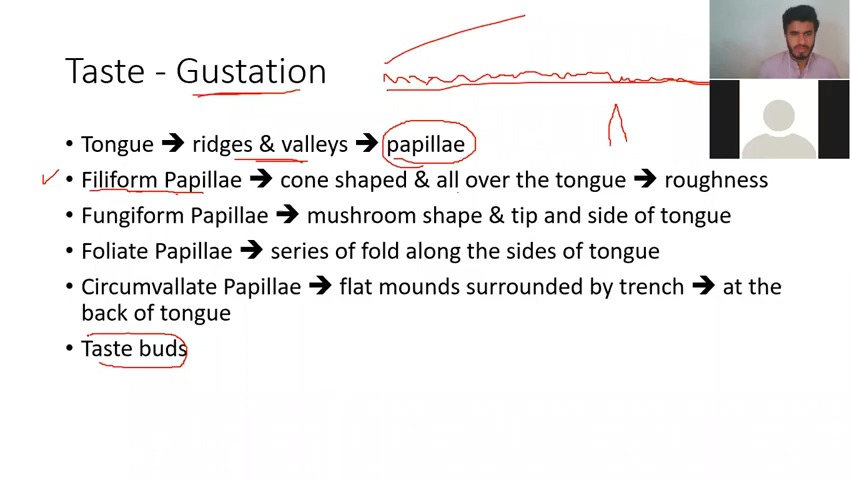 Taste - Gustation
• Tongue → ridges & valleys → papillae
• Filiform Papillae → cone shaped & all over the tongue → roughness
• Fungiform Papillae → mushroom shape & tip and side of tongue
• Foliate Papillae → series of fold along the sides of tongue
• Circumvallate Papillae → flat mounds surrounded by trench → at the
back of tongue
• Taste buds